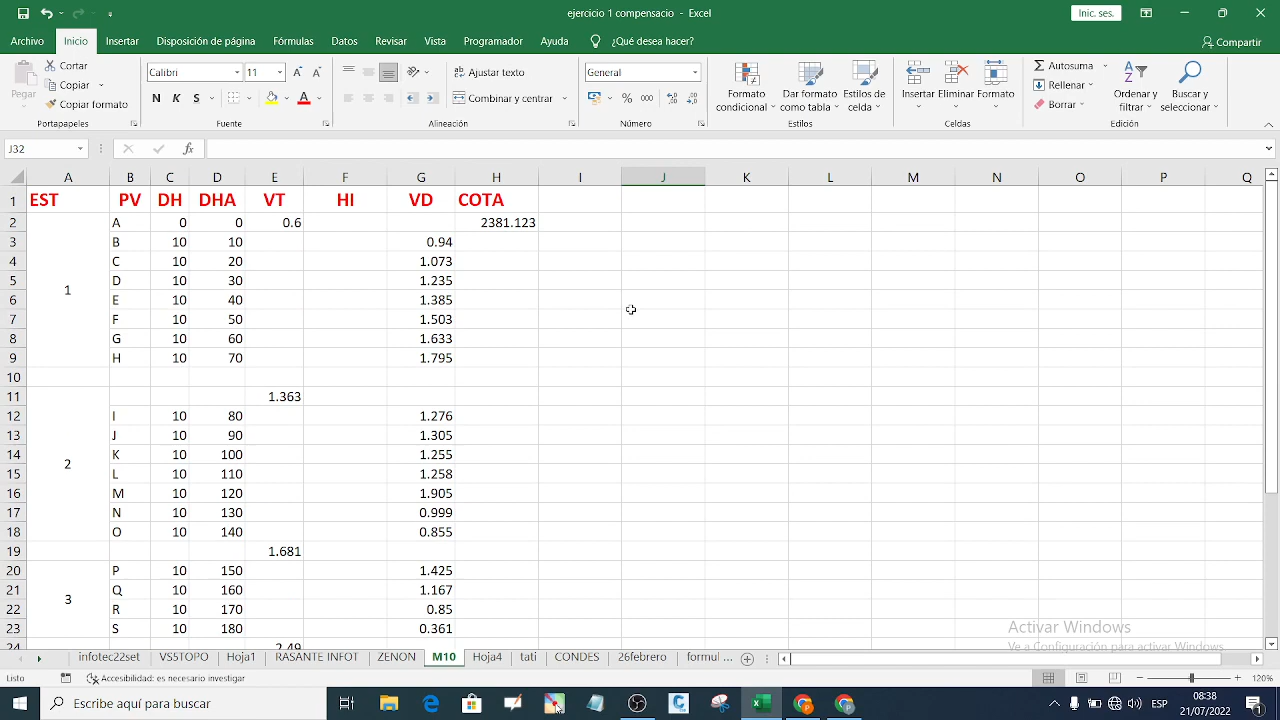 ejercicio 1 comperacio - Excel
Inic. ses.
Archivo Inicio Insertar DISPOSICIÓN DE PÁGINA Fórmulas Datos Revisar Vista Programador Ayuda ¿Qué desea hacer? Compartir
Pegar
Cortar
Copiar
Copiar formato
Portapapeles
Calibri 11
N K S
Fuente
Ajustar texto
Combinar y centrar
Alineación
General
% 000
Número
Formato condicional
Dar formato como tabla
Estilos de celda
Estilos
Insertar Eliminar Formato
Celdas
Autosuma
Rellenar
Borrar
Ordenar y filtrar
Buscar y seleccionar
Edición
J32 fx
A B C D E F G H I J K L M N O P Q
1 EST PV DH DHA VT HI VD COTA
2 A 0 0 0.6 2381.123
3 B 10 10 0.94
4 C 10 20 1.073
5 D 10 30 1.235
1
6 E 10 40 1.385
7 F 10 50 1.503
8 G 10 60 1.633
9 H 10 70 1.795
10
11 1.363
12 I 10 80 1.276
13 J 10 90 1.305
14 K 10 100 1.255
2
15 L 10 110 1.258
16 M 10 120 1.905
17 N 10 130 0.999
18 O 10 140 0.855
19 1.681
20 P 10 150 1.425
21 Q 10 160 1.167
3
22 R 10 170 0.85
23 S 10 180 0.361
24 2.49
Activar Windows
Ve a Configuración para activar Windows
... infotec22set VS5TOPO Hoja1 RASANTE INFOT_ZEGEION M10 Hoja4 tati CONDES 26febrero formul ...
Listo Accesibilidad: es necesario investigar 120%
Escribe aquí para buscar
ESP
08:38
21/07/2022